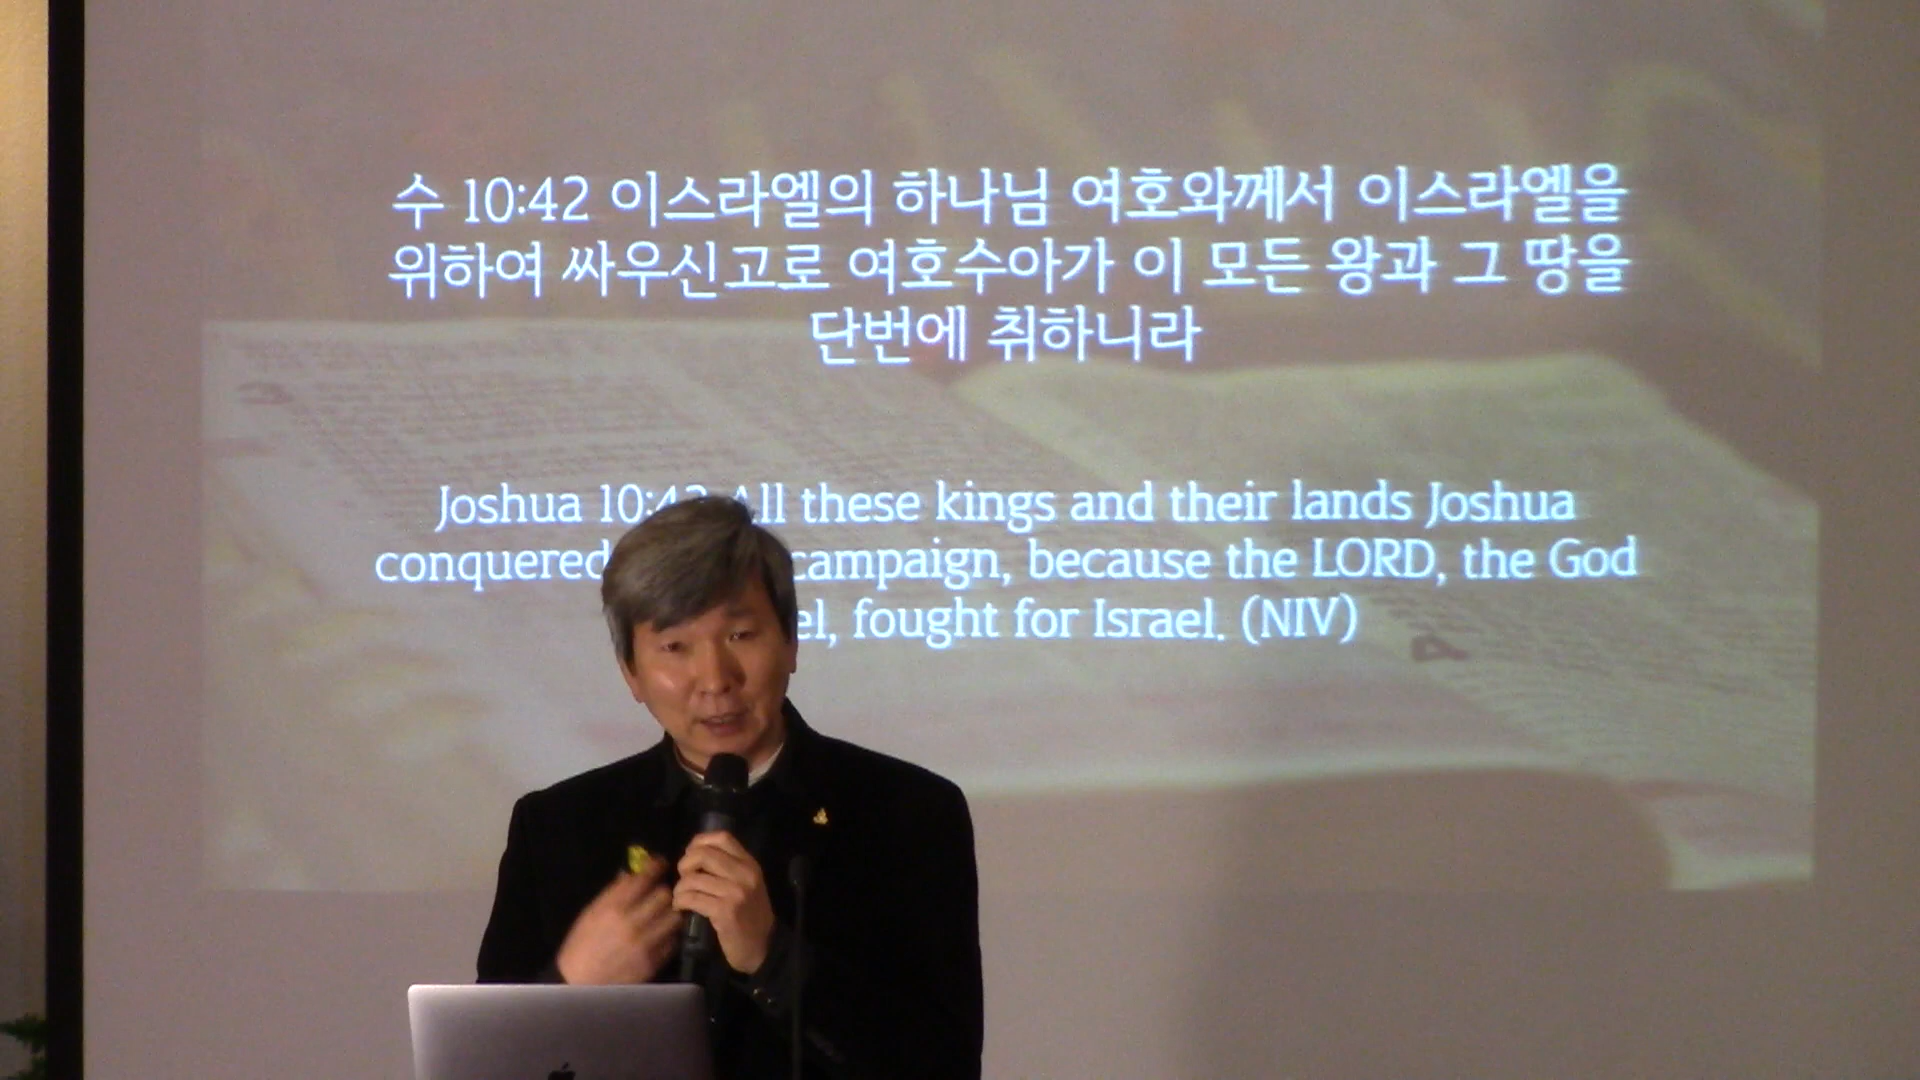 수 10:42 이스라엘의 하나님 여호와께서 이스라엘을
위하여 싸우신고로 여호수아가 이 모든 왕과 그 땅을
단번에 취하니라
Joshua 10:42 All these kings and their lands Joshua
conquered campaign, because the LORD, the God
fought for Israel. (NIV)